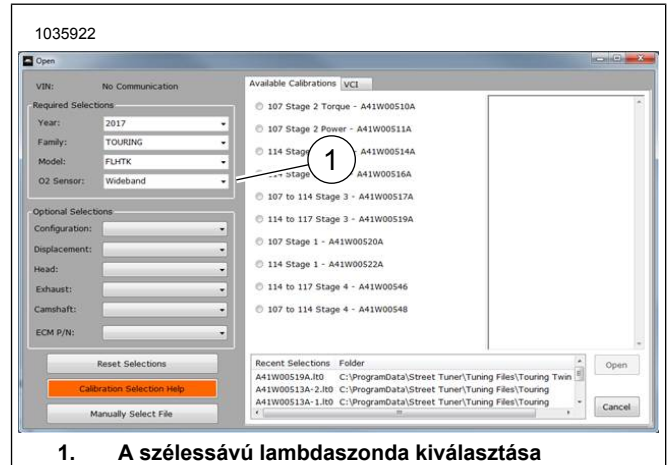 1035922
Open
VIN: No Communication
Required Selections
Year: 2017
Family: TOURING
Model: FLHTK
O2 Sensor: Wideband
Optional Selections
Configuration:
Displacement:
Head:
Exhaust:
Camshaft:
ECM P/N:
Reset Selections
Calibration Selection Help
Manually Select File
Available Calibrations VCI
107 Stage 2 Torque - A41W00510A
107 Stage 2 Power - A41W00511A
114 Stage A41W00514A
1
Stage A41W00516A
107 to 114 Stage 3 - A41W00517A
114 to 117 Stage 3 - A41W00519A
107 Stage 1 - A41W00520A
114 Stage 1 - A41W00522A
114 to 117 Stage 4 - A41W00546
107 to 114 Stage 4 - A41W00548
Recent Selections Folder
A41W00519A.lt0 C:\ProgramData\Street Tuner\Tuning Files\Touring Twin
A41W00513A-2.lt0 C:\ProgramData\Street Tuner\Tuning Files\Touring
A41W00513A-1.lt0 C:\ProgramData\Street Tuner\Tuning Files\Touring
Open
Cancel
1. A szélessávú lambdaszonda kiválasztása